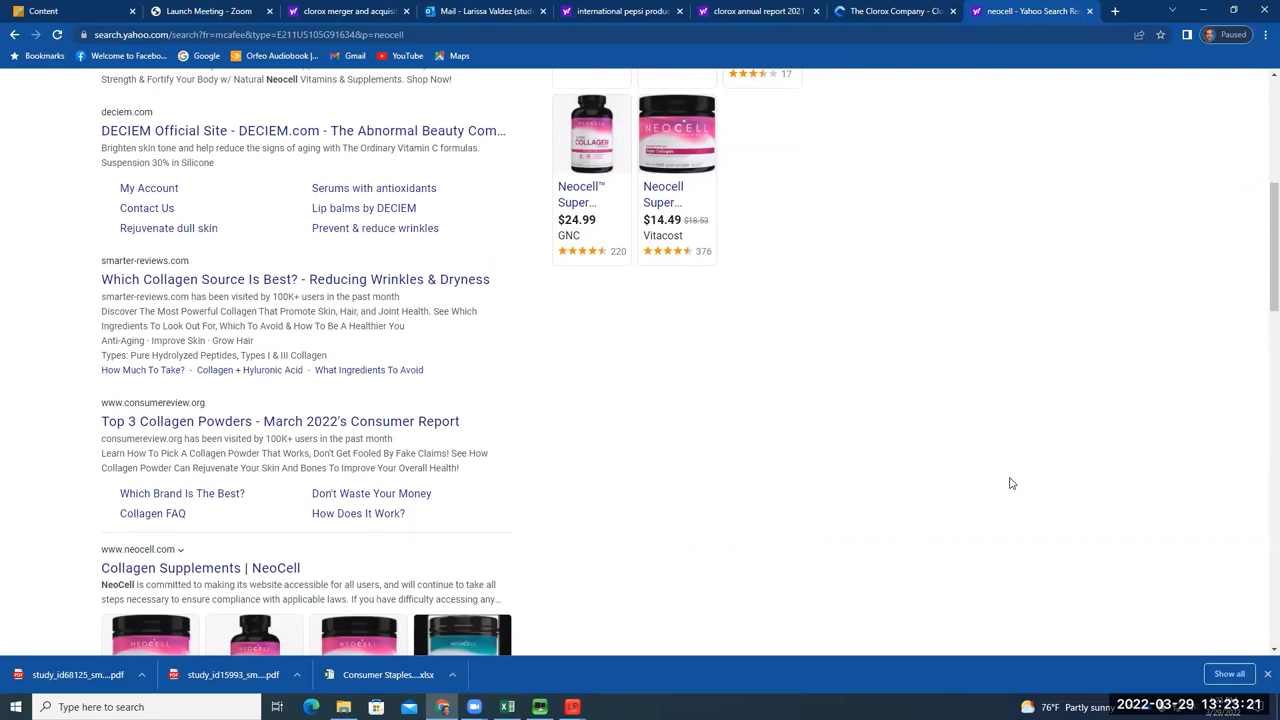 Content
Launch Meeting - Zoom
clorox merger and acquisit
Mail - Larissa Valdez (stude
international pepsi produc
clorox annual report 2021
The Clorox Company - Clo
neocell - Yahoo Search Re
search.yahoo.com/search?fr=mcafee&type=E211US105G91634&p=neocell
Paused
Bookmarks
Welcome to Facebo...
Google
Orfeo Audiobook |...
Gmail
YouTube
Maps
Strength & Fortify Your Body w/ Natural Neocell Vitamins & Supplements. Shop Now!
17
deciem.com
DECIEM Official Site - DECIEM.com - The Abnormal Beauty Com...
Brighten skin tone and help reduce the signs of aging with The Ordinary Vitamin C formulas.
Suspension 30% in Silicone
My Account
Serums with antioxidants
Contact Us
Lip balms by DECIEM
Rejuvenate dull skin
Prevent & reduce wrinkles
NEOCELL
COLLAGEN
NEOCELL
Super Collagen
Neocell™
Super...
$24.99
GNC
220
Neocell
Super...
$14.49 $18.53
Vitacost
376
smarter-reviews.com
Which Collagen Source Is Best? - Reducing Wrinkles & Dryness
smarter-reviews.com has been visited by 100K+ users in the past month
Discover The Most Powerful Collagen That Promote Skin, Hair, and Joint Health. See Which
Ingredients To Look Out For, Which To Avoid & How To Be A Healthier You
Anti-Aging · Improve Skin · Grow Hair
Types: Pure Hydrolyzed Peptides, Types I & III Collagen
How Much To Take? - Collagen + Hyluronic Acid - What Ingredients To Avoid
www.consumereview.org
Top 3 Collagen Powders - March 2022's Consumer Report
consumereview.org has been visited by 100K+ users in the past month
Learn How To Pick A Collagen Powder That Works, Don't Get Fooled By Fake Claims! See How
Collagen Powder Can Rejuvenate Your Skin And Bones To Improve Your Overall Health!
Which Brand Is The Best?
Don't Waste Your Money
Collagen FAQ
How Does It Work?
www.neocell.com
Collagen Supplements | NeoCell
NeoCell is committed to making its website accessible for all users, and will continue to take all
steps necessary to ensure compliance with applicable laws. If you have difficulty accessing any...
NEOCELL
NEOCELL
NEOCELL
NEOCELL
study_id68125_sm....pdf
study_id15993_sm....pdf
Consumer Staples....xlsx
Show all
Type here to search
76°F Partly sunny
2022-03-29 13:23:21